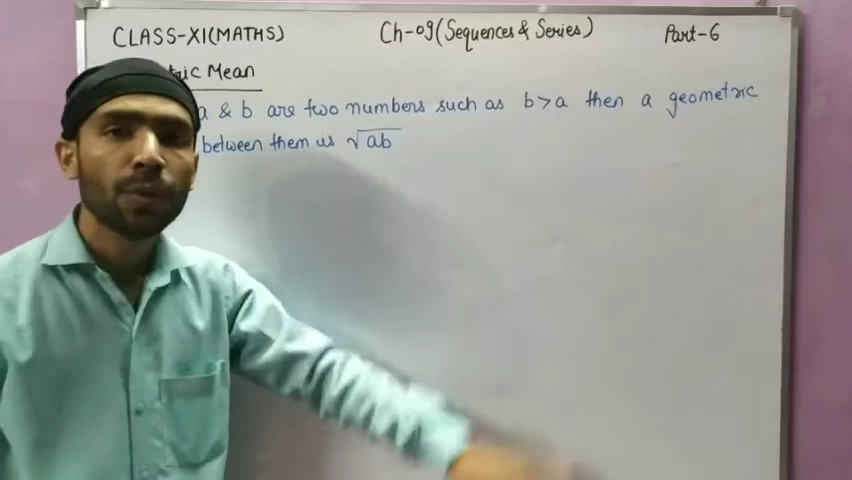 CLASS-XI(MATHS) Ch-09(Sequences & Series) Part-6
tric Mean
a & b are two numbers such as b>a then a geometric
between them is √ab